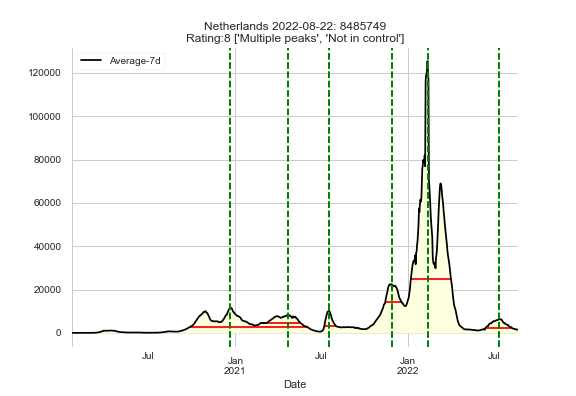 Netherlands 2022-08-22: 8485749
Rating:8 ['Multiple peaks', 'Not in control']
Average-7d
120000
100000
80000
60000
40000
20000
0
Jul
Jan
2021
Jul
Jan
2022
Jul
Date